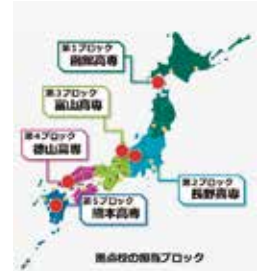 第1ブロック
函館高専
第3ブロック
富山高専
第4ブロック
徳山高専
第5ブロック
熊本高専
第2ブロック
長野高専
拠点校の担当ブロック